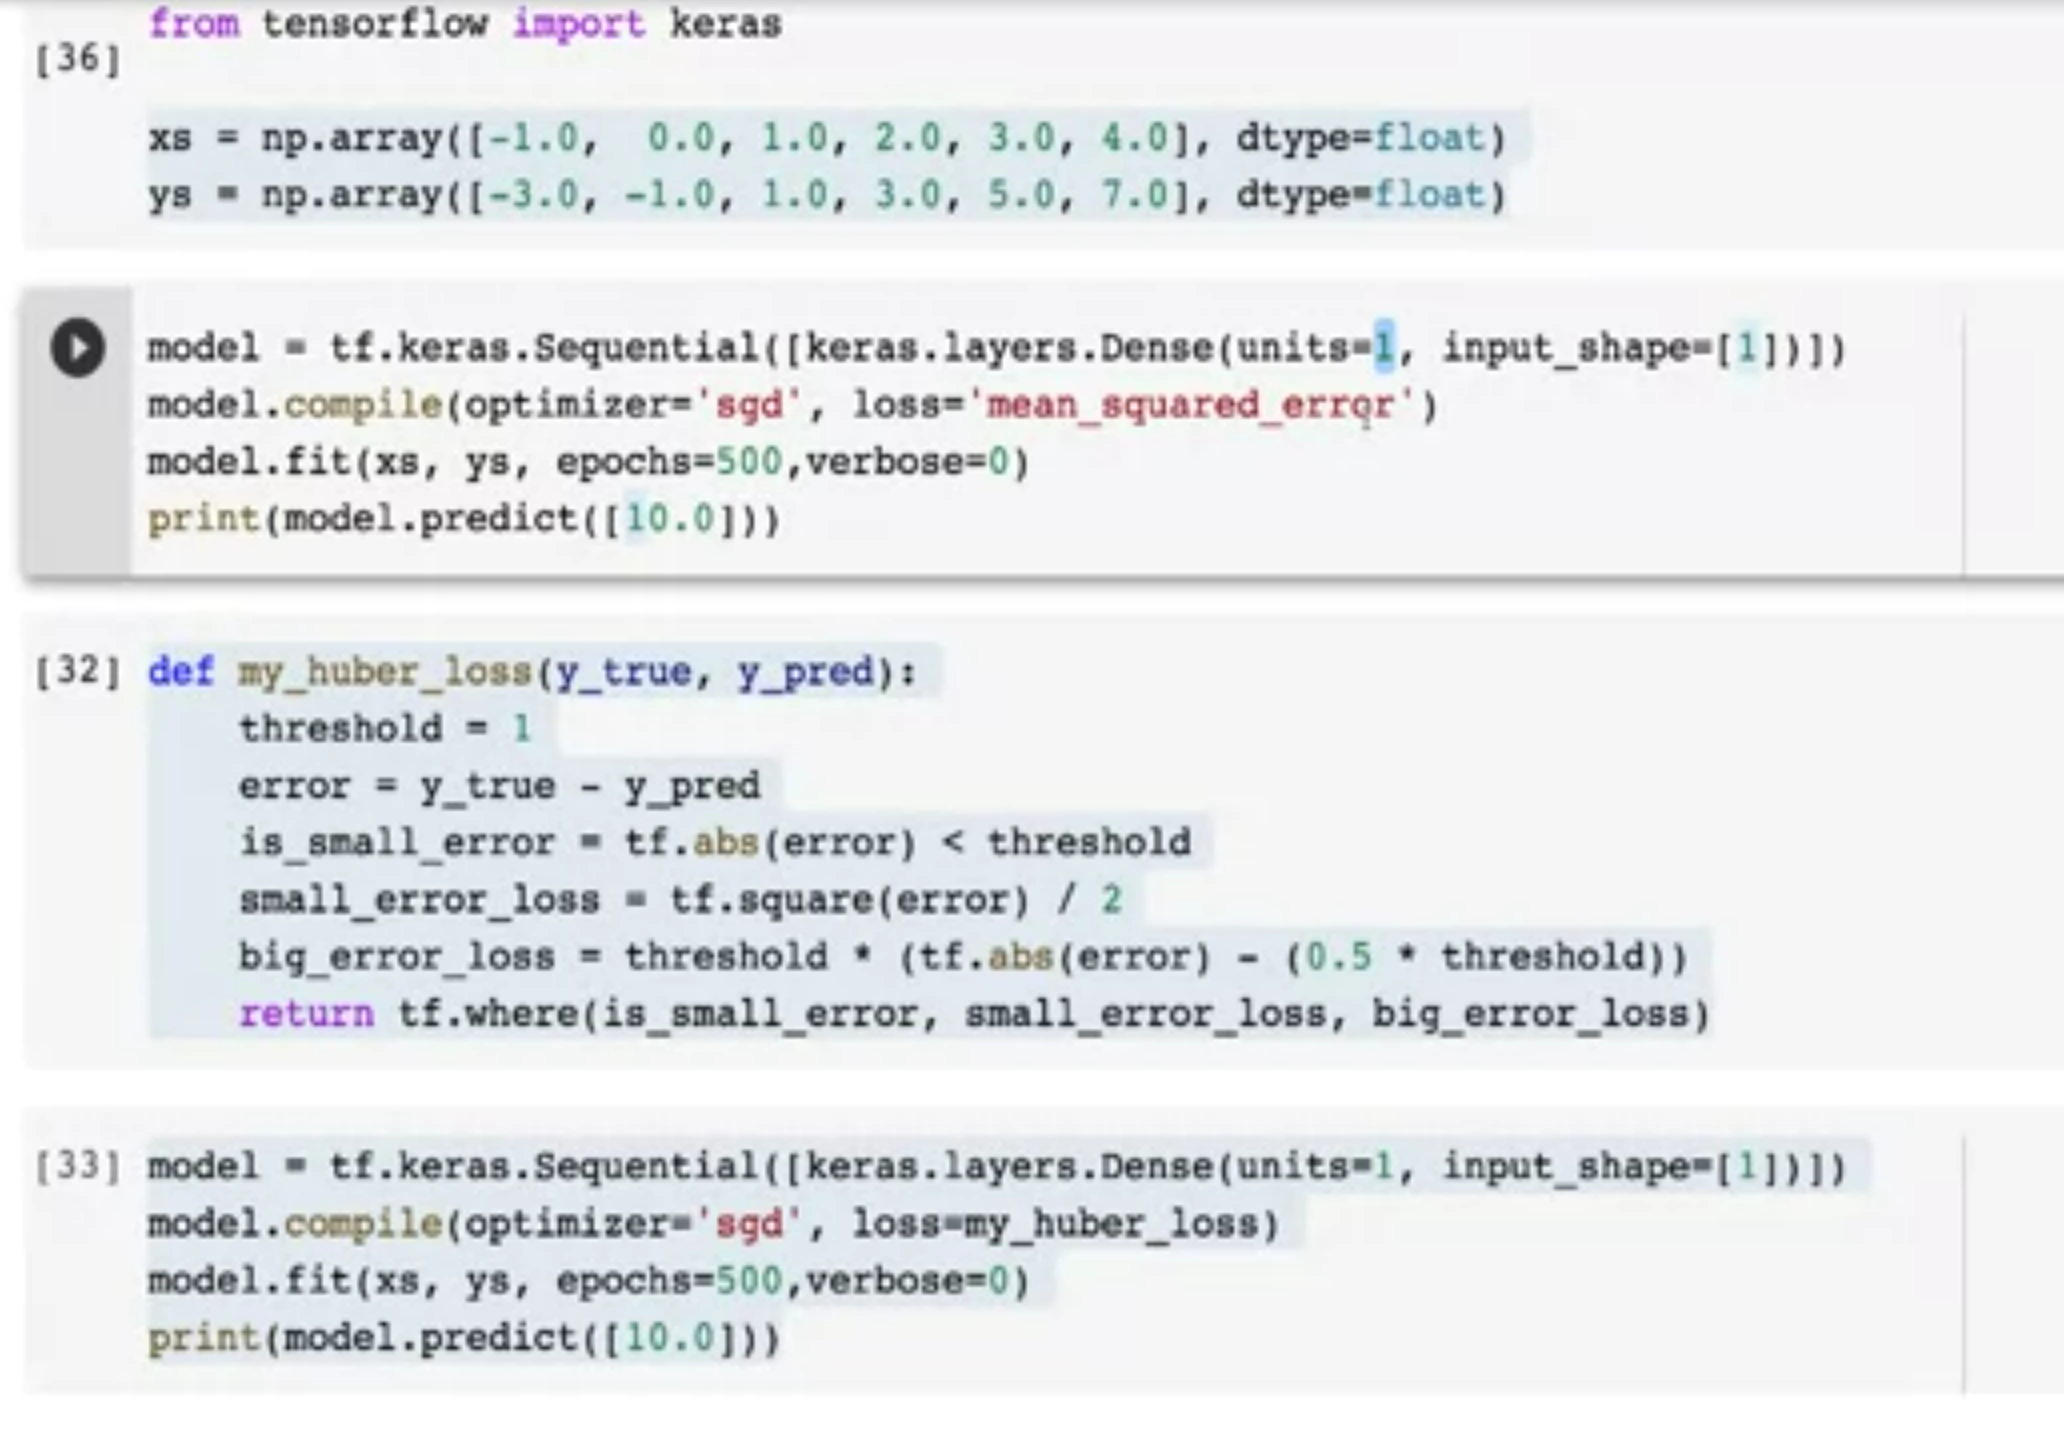 from tensorflow import keras
[36]
xs = np.array([-1.0,  0.0, 1.0, 2.0, 3.0, 4.0], dtype=float)
ys = np.array([-3.0, -1.0, 1.0, 3.0, 5.0, 7.0], dtype=float)
model = tf.keras.Sequential([keras.layers.Dense(units=1, input_shape=[1])])
model.compile(optimizer='sgd', loss='mean_squared_error')
model.fit(xs, ys, epochs=500,verbose=0)
print(model.predict([10.0]))
[32] def my_huber_loss(y_true, y_pred):
    threshold = 1
    error = y_true - y_pred
    is_small_error = tf.abs(error) < threshold
    small_error_loss = tf.square(error) / 2
    big_error_loss = threshold * (tf.abs(error) - (0.5 * threshold))
    return tf.where(is_small_error, small_error_loss, big_error_loss)
[33] model = tf.keras.Sequential([keras.layers.Dense(units=1, input_shape=[1])])
model.compile(optimizer='sgd', loss=my_huber_loss)
model.fit(xs, ys, epochs=500,verbose=0)
print(model.predict([10.0]))